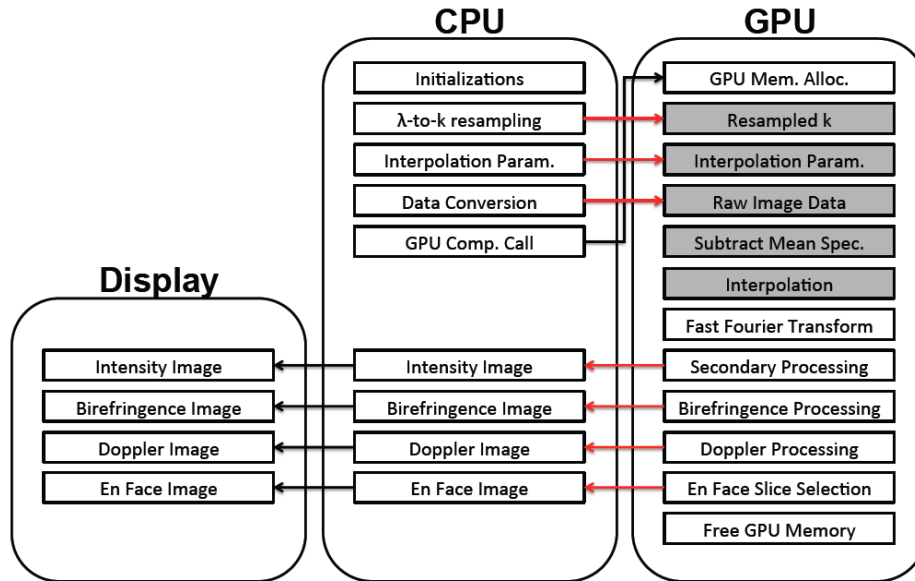 CPU
Initializations
λ-to-k resampling
Interpolation Param.
Data Conversion
GPU Comp. Call
Intensity Image
Birefringence Image
Doppler Image
En Face Image
GPU
GPU Mem. Alloc.
Resampled k
Interpolation Param.
Raw Image Data
Subtract Mean Spec.
Interpolation
Fast Fourier Transform
Secondary Processing
Birefringence Processing
Doppler Processing
En Face Slice Selection
Free GPU Memory
Display
Intensity Image
Birefringence Image
Doppler Image
En Face Image